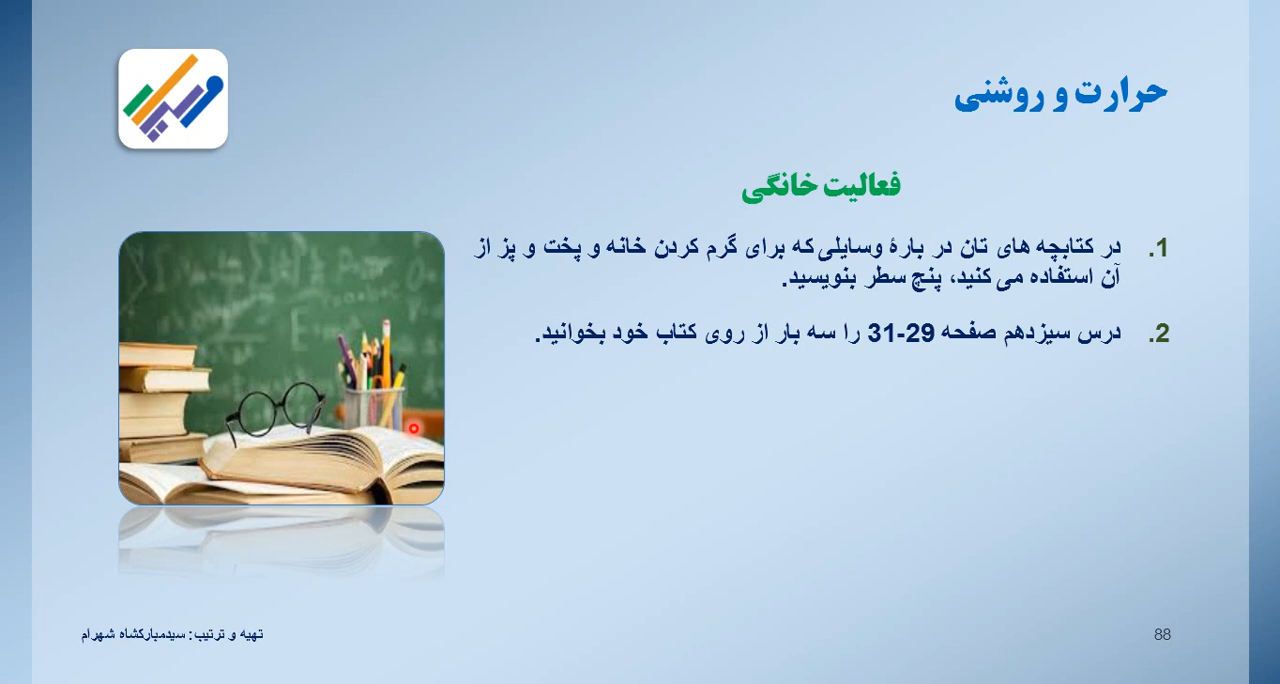 حرارت و روشنی
فعالیت خانگی
1. در کتابچه های تان در بارۀ وسایلی که برای گرم کردن خانه و پخت و پز از
آن استفاده می کنید، پنچ سطر بنویسید.
2. درس سیزدهم صفحه 29-31 را سه بار از روی کتاب خود بخوانید.
تهیه و ترتیب: سیدمبارکشاه شهرام
88